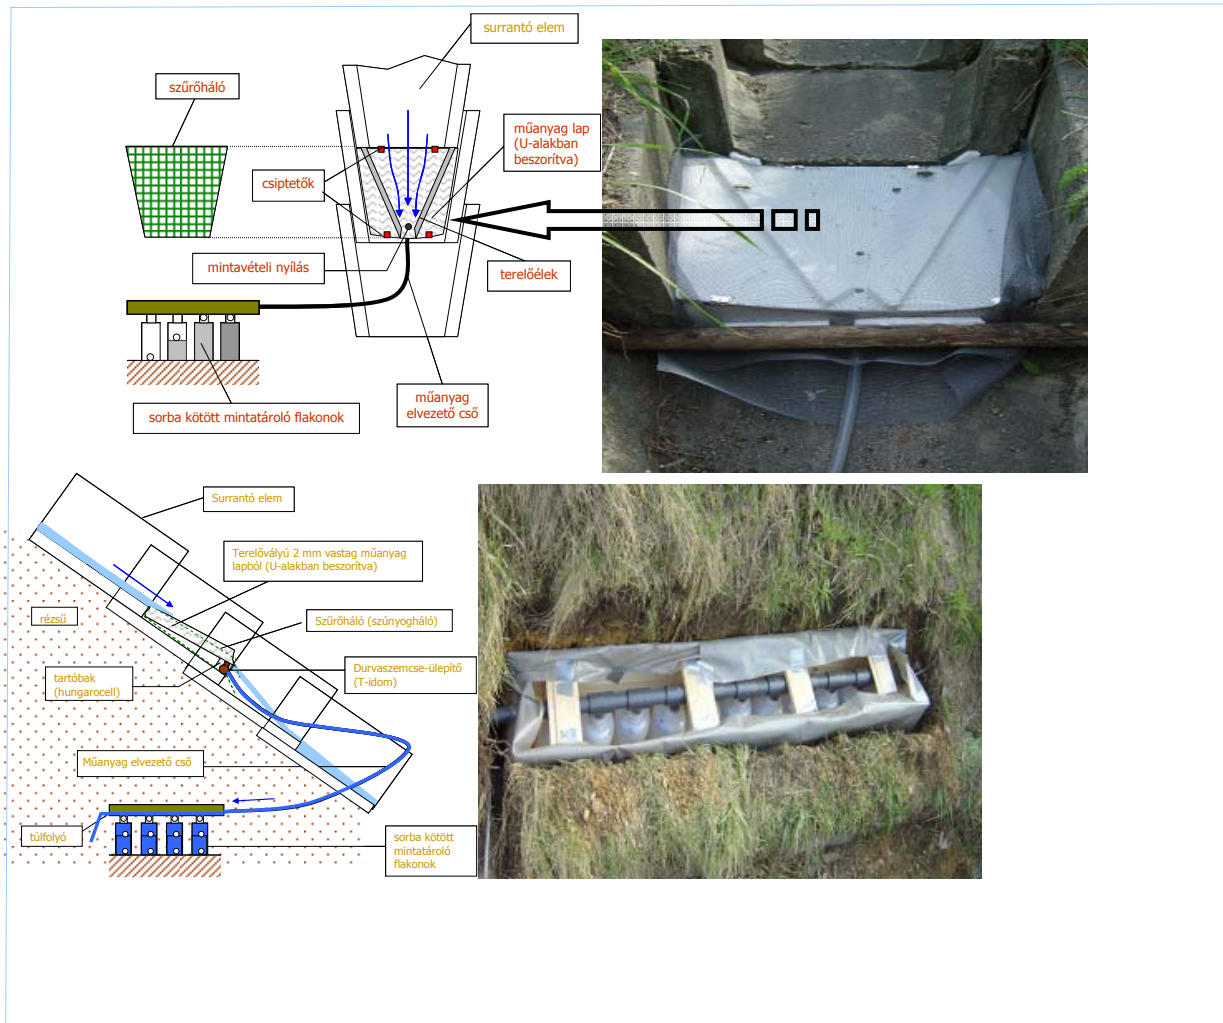 surrantó elem
szűrőháló
műanyag lap
(U-alakban
beszorítva)
csiptetők
mintavételi nyílás
terelőélek
műanyag
elvezető cső
sorba kötött mintatároló flakonok
Surrantó elem
Terelővályú 2 mm vastag műanyag
lapból (U-alakban beszorítva)
rézsű
Szűrőháló (szúnyogháló)
tartóbak
(hungarocell)
Durvaszemcse-ülepítő
(T-idom)
Műanyag elvezető cső
túlfolyó
sorba kötött
mintatároló
flakonok